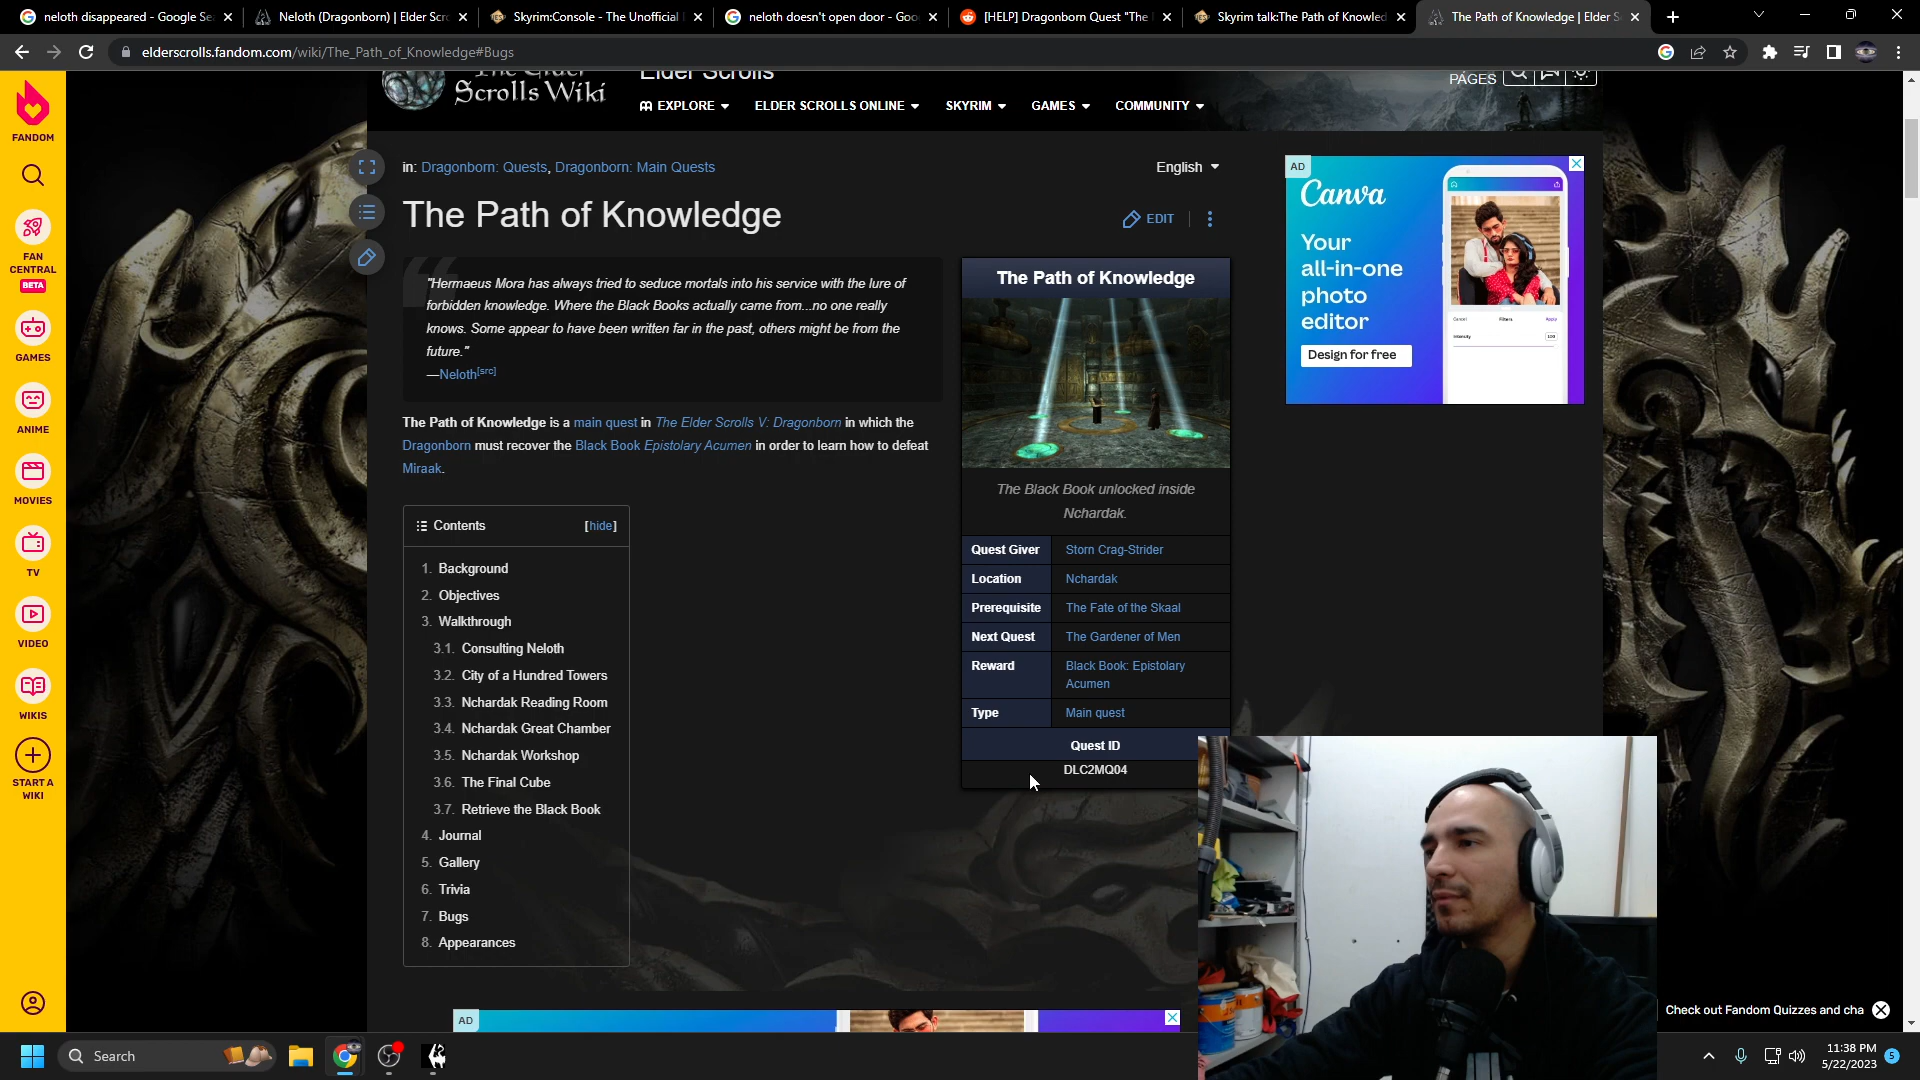 neloth disappeared - Google Se
Neloth (Dragonborn) | Elder Scr
Skyrim:Console - The Unofficial
neloth doesn't open door - Goo
[HELP] Dragonborn Quest "The
Skyrim talk:The Path of Knowled
The Path of Knowledge | Elder S
elderscrolls.fandom.com/wiki/The_Path_of_Knowledge#Bugs
FANDOM
FAN CENTRAL
BETA
GAMES
ANIME
MOVIES
TV
VIDEO
WIKIS
START A WIKI
The Elder
Scrolls Wiki
Elder Scrolls
PAGES
EXPLORE
ELDER SCROLLS ONLINE
SKYRIM
GAMES
COMMUNITY
in: Dragonborn: Quests, Dragonborn: Main Quests
English
The Path of Knowledge
EDIT
"Hermaeus Mora has always tried to seduce mortals into his service with the lure of
forbidden knowledge. Where the Black Books actually came from...no one really
knows. Some appear to have been written far in the past, others might be from the
future."
—Neloth[src]
The Path of Knowledge is a main quest in The Elder Scrolls V: Dragonborn in which the
Dragonborn must recover the Black Book Epistolary Acumen in order to learn how to defeat
Miraak.
Contents [hide]
1. Background
2. Objectives
3. Walkthrough
3.1. Consulting Neloth
3.2. City of a Hundred Towers
3.3. Nchardak Reading Room
3.4. Nchardak Great Chamber
3.5. Nchardak Workshop
3.6. The Final Cube
3.7. Retrieve the Black Book
4. Journal
5. Gallery
6. Trivia
7. Bugs
8. Appearances
The Path of Knowledge
The Black Book unlocked inside
Nchardak.
Quest Giver Storn Crag-Strider
Location Nchardak
Prerequisite The Fate of the Skaal
Next Quest The Gardener of Men
Reward Black Book: Epistolary
Acumen
Type Main quest
Quest ID
DLC2MQ04
AD
Canva
Your
all-in-one
photo
editor
Design for free
Cancel Filters Apply
Intensity 100
AD
Check out Fandom Quizzes and cha
Search
11:38 PM
5/22/2023
5